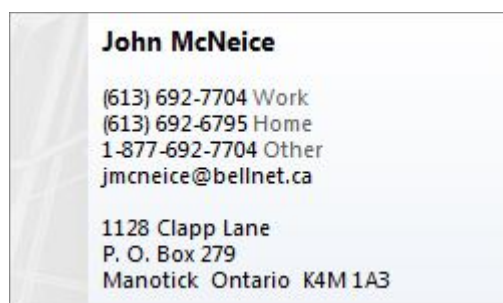 John McNeice
(613) 692-7704 Work
(613) 692-6795 Home
1-877-692-7704 Other
jmcneice@bellnet.ca
1128 Clapp Lane
P. O. Box 279
Manotick  Ontario  K4M 1A3